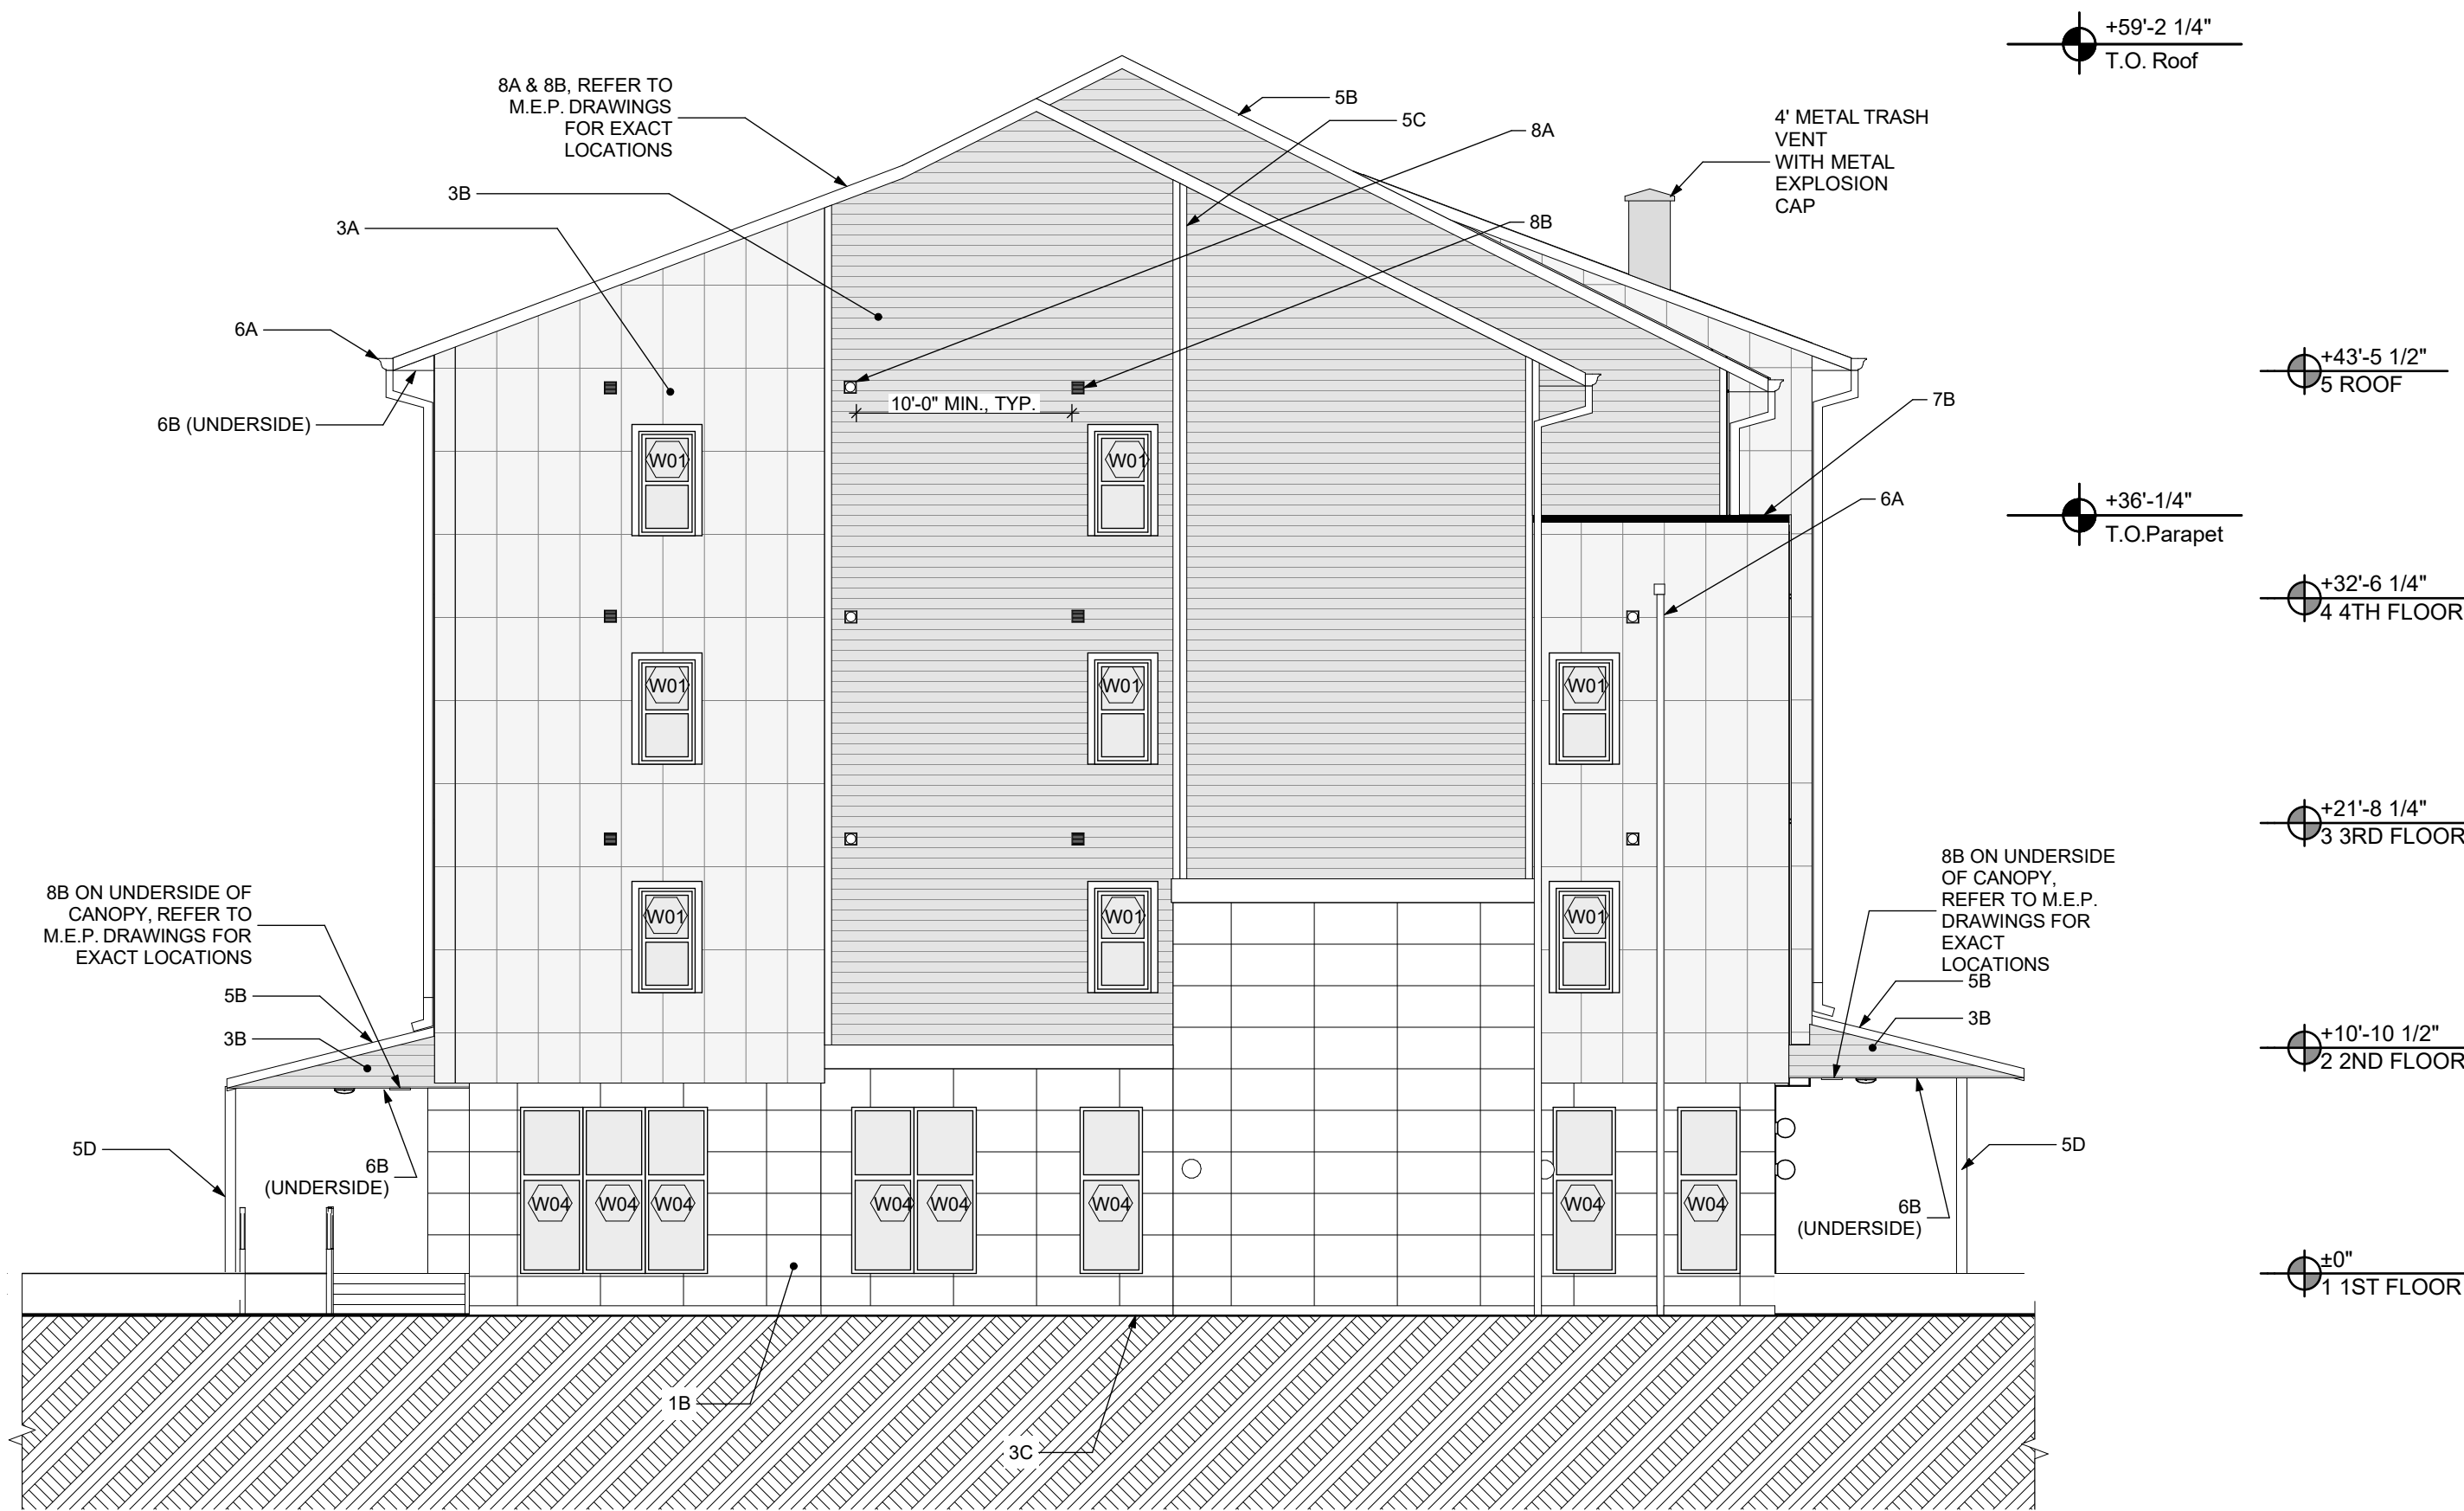 +59'-2 1/4"
T.O. Roof
8A & 8B, REFER TO
M.E.P. DRAWINGS
FOR EXACT
LOCATIONS
5B
5C
8A
4' METAL TRASH
VENT
WITH METAL
EXPLOSION
CAP
3B
3A
8B
6A
6B (UNDERSIDE)
10'-0" MIN., TYP.
+43'-5 1/2"
5 ROOF
7B
6A
+36'-1/4"
T.O.Parapet
W01
W01
+32'-6 1/4"
4 4TH FLOOR
W01
W01
W01
+21'-8 1/4"
3 3RD FLOOR
8B ON UNDERSIDE OF
CANOPY, REFER TO
M.E.P. DRAWINGS FOR
EXACT LOCATIONS
8B ON UNDERSIDE
OF CANOPY,
REFER TO M.E.P.
DRAWINGS FOR
EXACT
LOCATIONS
W01
W01
W01
5B
3B
5B
3B
+10'-10 1/2"
2 2ND FLOOR
5D
6B
(UNDERSIDE)
5D
6B
(UNDERSIDE)
W04
W04
W04
W04
W04
W04
W04
W04
±0"
1 1ST FLOOR
1B
3C